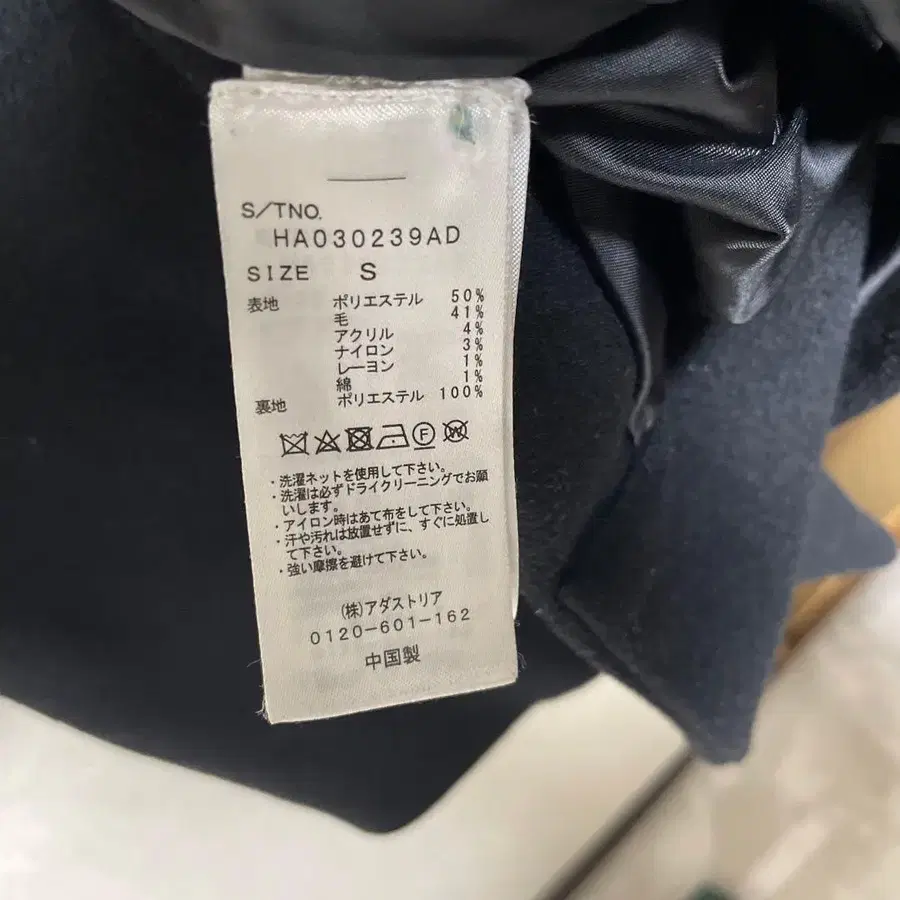 S/TNO.
HA030239AD
SIZE S
表地 ポリエステル 50%
毛 41%
アクリル 4%
ナイロン 3%
レーヨン 1%
綿 1%
裏地 ポリエステル 100%
F W
・洗濯ネットを使用して下さい。
・洗濯は必ずドライクリーニングでお願
いします。
・アイロン時はあて布をして下さい。
・汗や汚れは放置せずに、すぐに処置し
て下さい。
・強い摩擦を避けて下さい。
(株)アダストリア
0120-601-162
中国製